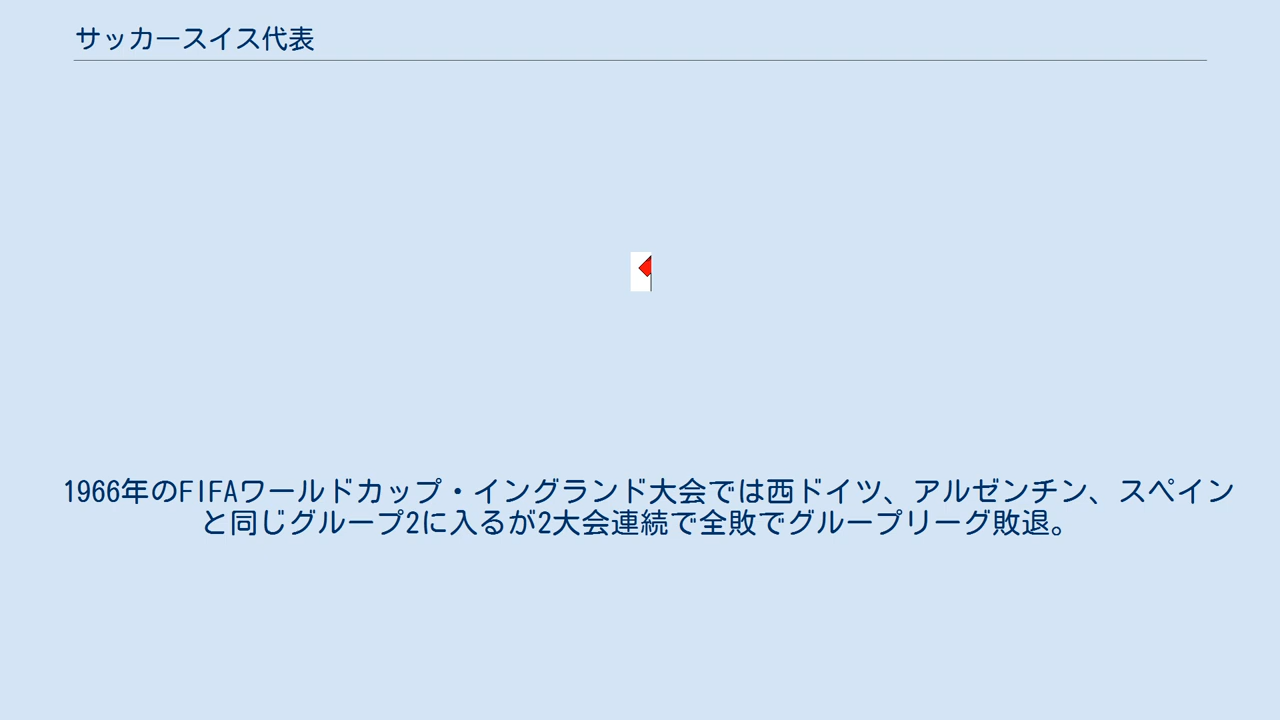 サッカースイス代表
1966年のFIFAワールドカップ・イングランド大会では西ドイツ、アルゼンチン、スペイン
と同じグループ2に入るが2大会連続で全敗でグループリーグ敗退。